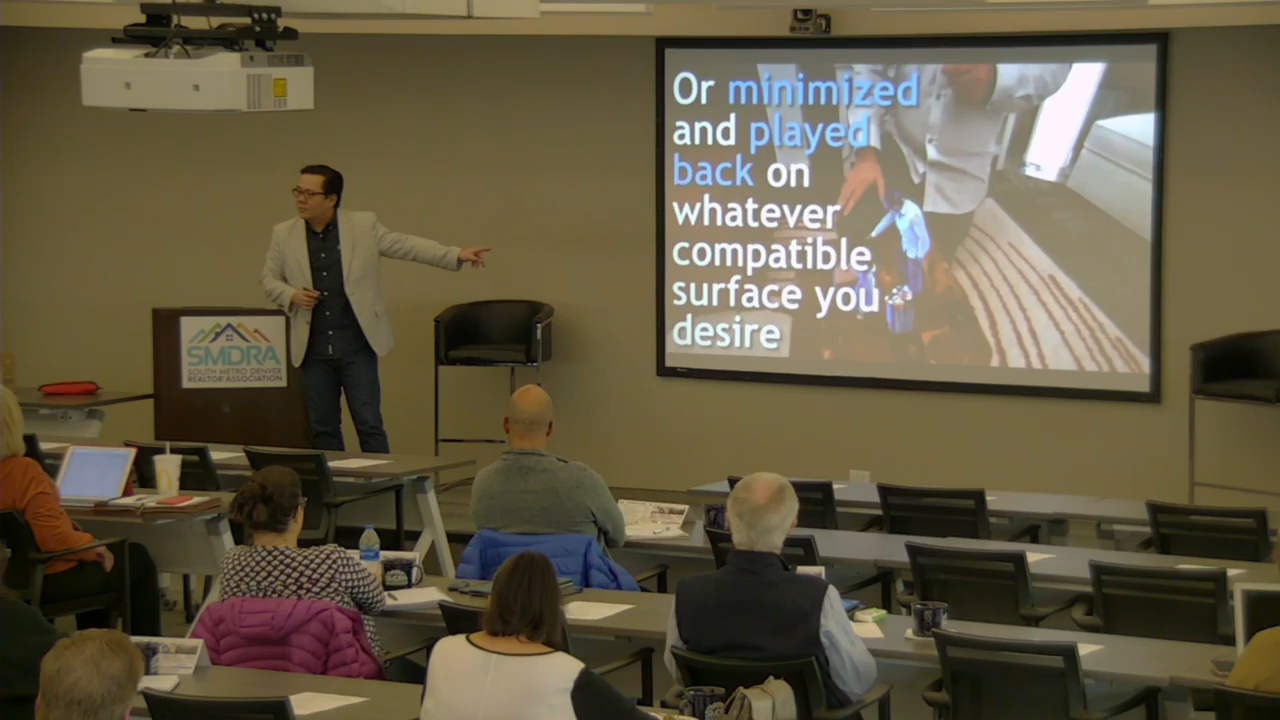 Or minimized
and played
back on
whatever
compatible
surface you
desire
SMDRA
SOUTH METRO DENVER
REALTOR® ASSOCIATION